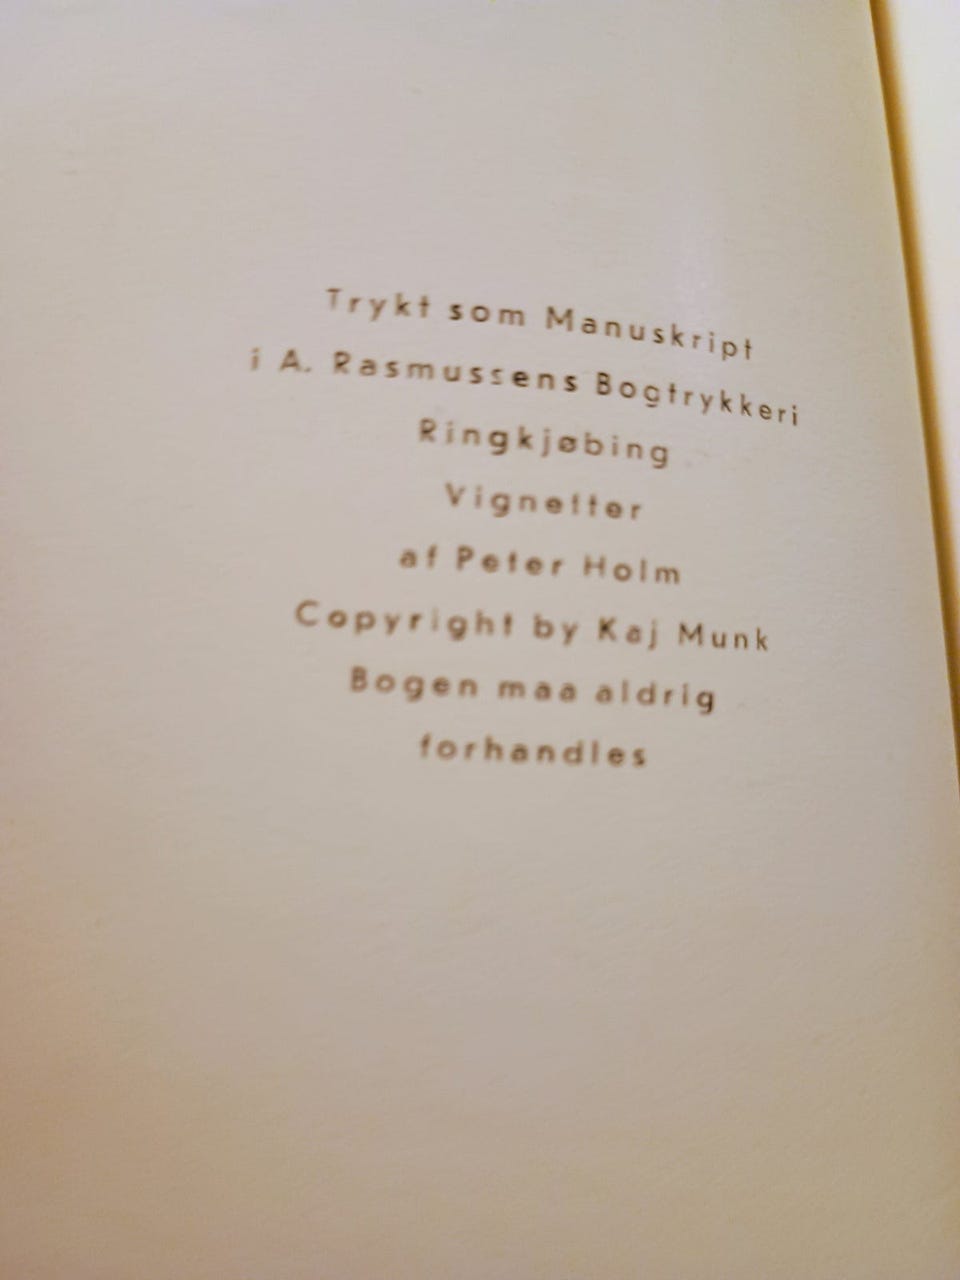 Trykt som Manuskript
i A. Rasmussens Bogtrykkeri
Ringkjøbing
Vignetter
af Peter Holm
Copyright by Kaj Munk
Bogen maa aldrig
forhandles